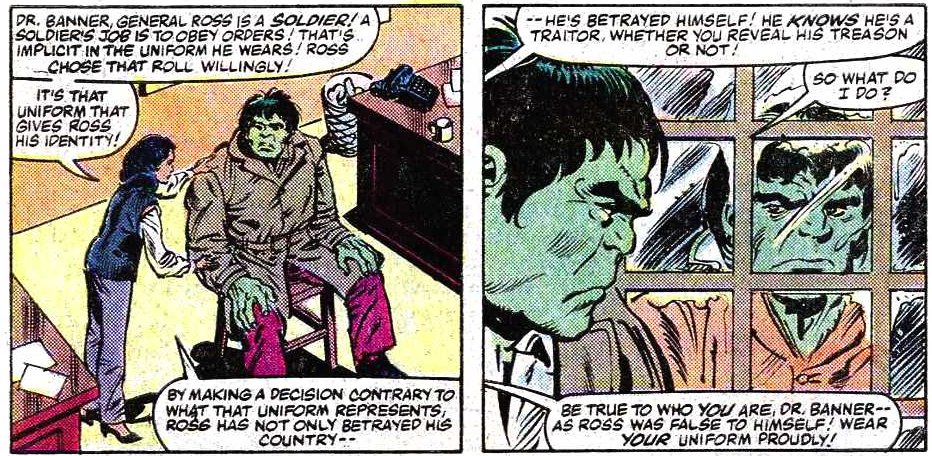 DR. BANNER, GENERAL ROSS IS A SOLDIER! A
SOLDIER'S JOB IS TO OBEY ORDERS! THAT'S
IMPLICIT IN THE UNIFORM HE WEARS! ROSS
CHOSE THAT ROLL WILLINGLY!
IT'S THAT
UNIFORM THAT
GIVES ROSS
HIS IDENTITY!
BY MAKING A DECISION CONTRARY TO
WHAT THAT UNIFORM REPRESENTS,
ROSS HAS NOT ONLY BETRAYED HIS
COUNTRY--
--HE'S BETRAYED HIMSELF! HE KNOWS HE'S A
TRAITOR, WHETHER YOU REVEAL HIS TREASON
OR NOT!
SO WHAT DO
I DO?
BE TRUE TO WHO YOU ARE, DR. BANNER--
AS ROSS WAS FALSE TO HIMSELF! WEAR
YOUR UNIFORM PROUDLY!